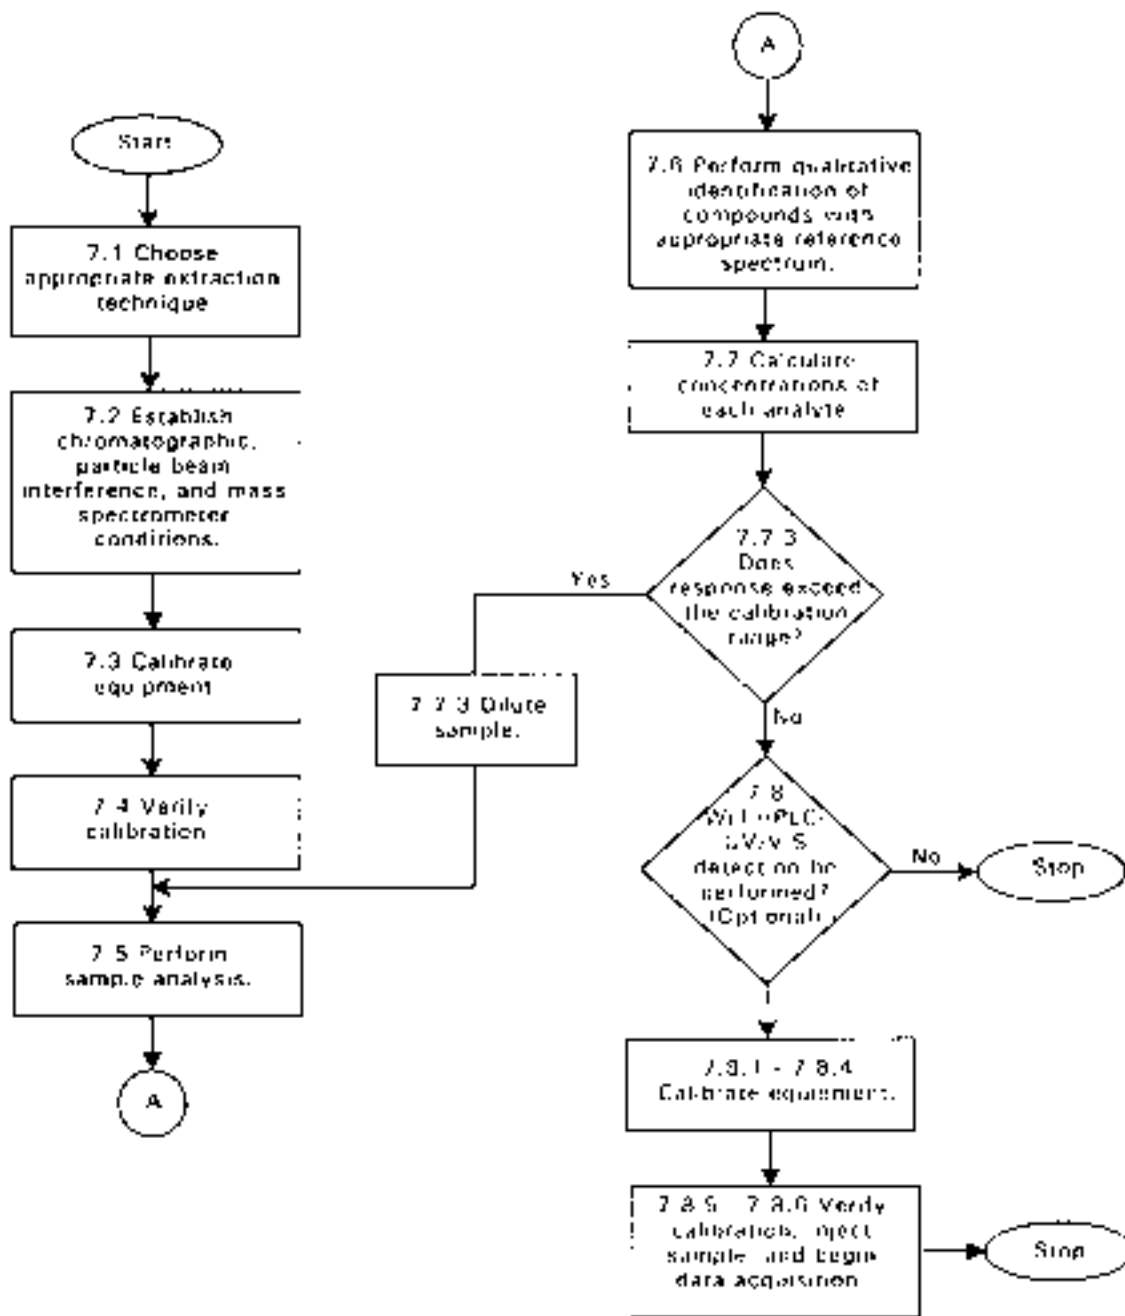 Start
7.1 Choose
appropriate extraction
technique
7.2 Establish
chromatographic,
particle beam
interference, and mass
spectrometer
conditions.
7.3 Calibrate
equipment
7.4 Verify
calibration
7.5 Perform
sample analysis.
A
A
7.6 Perform qualitative
identification of
compounds with
appropriate reference
spectrum.
7.7 Calculate
concentrations of
each analyte
7.7.3
Does
response exceed
the calibration
range?
Yes
7.7.3 Dilute
sample.
No
7.8
Will HPLC-
UV/VIS
detection be
performed?
(Optional)
No
Stop
7.8.1 - 7.8.4
Calibrate equipment.
7.8.5 - 7.8.6 Verify
calibration, inject
sample, and begin
data acquisition
Stop